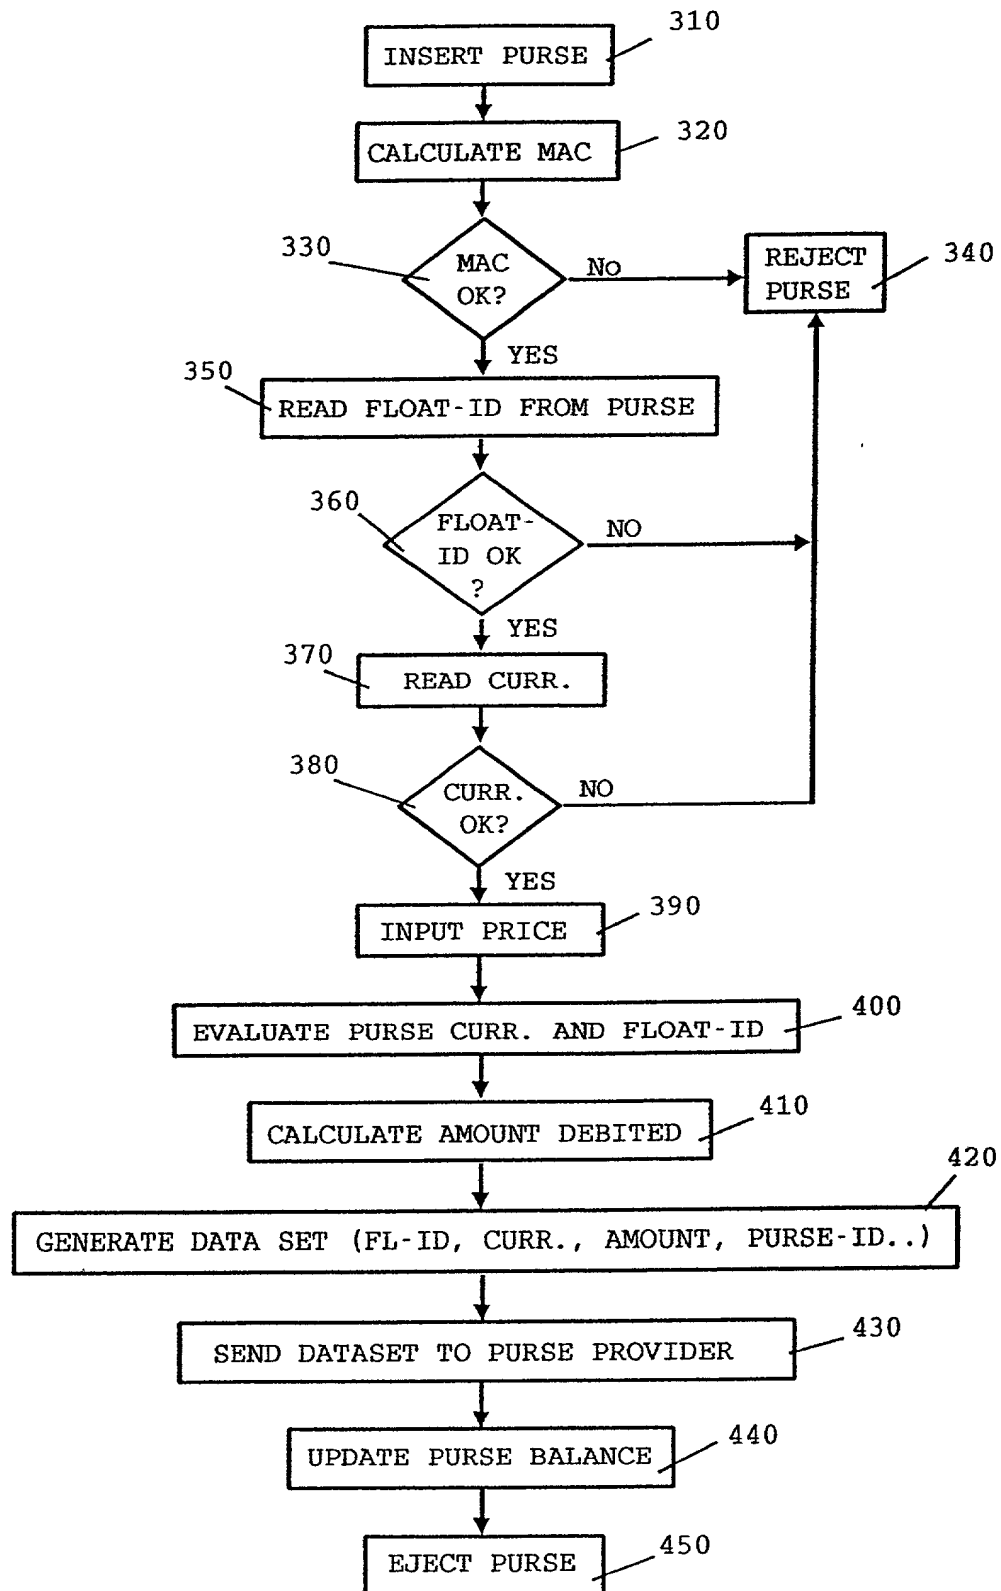 310
INSERT PURSE
320
CALCULATE MAC
330
MAC
OK?
No
REJECT
PURSE
340
YES
350
READ FLOAT-ID FROM PURSE
360
FLOAT-
ID OK
?
NO
YES
370
READ CURR.
380
CURR.
OK?
NO
YES
390
INPUT PRICE
400
EVALUATE PURSE CURR. AND FLOAT-ID
410
CALCULATE AMOUNT DEBITED
420
GENERATE DATA SET (FL-ID, CURR., AMOUNT, PURSE-ID..)
430
SEND DATASET TO PURSE PROVIDER
440
UPDATE PURSE BALANCE
450
EJECT PURSE